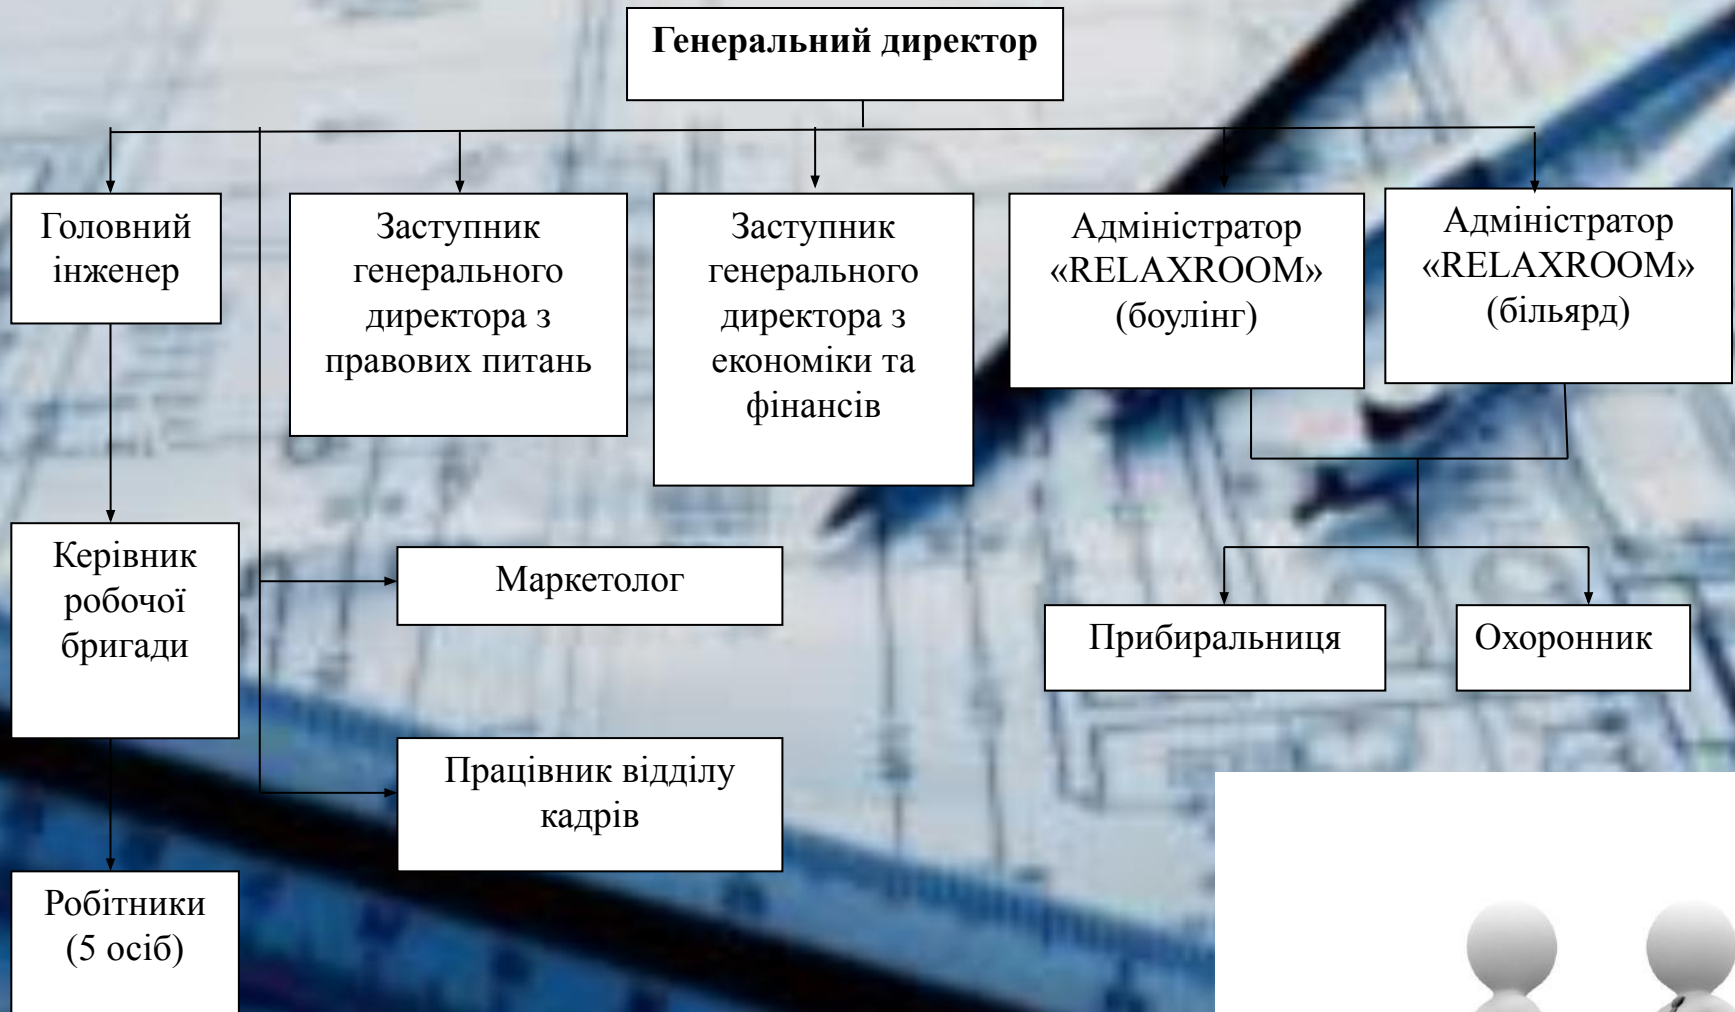 Генеральний директор
Головний
інженер
Заступник
генерального
директора з
правових питань
Заступник
генерального
директора з
економіки та
фінансів
Адміністратор
«RELAXROOM»
(боулінг)
Адміністратор
«RELAXROOM»
(більярд)
Керівник
робочої
бригади
Маркетолог
Прибиральниця
Охоронник
Працівник відділу
кадрів
Робітники
(5 осіб)